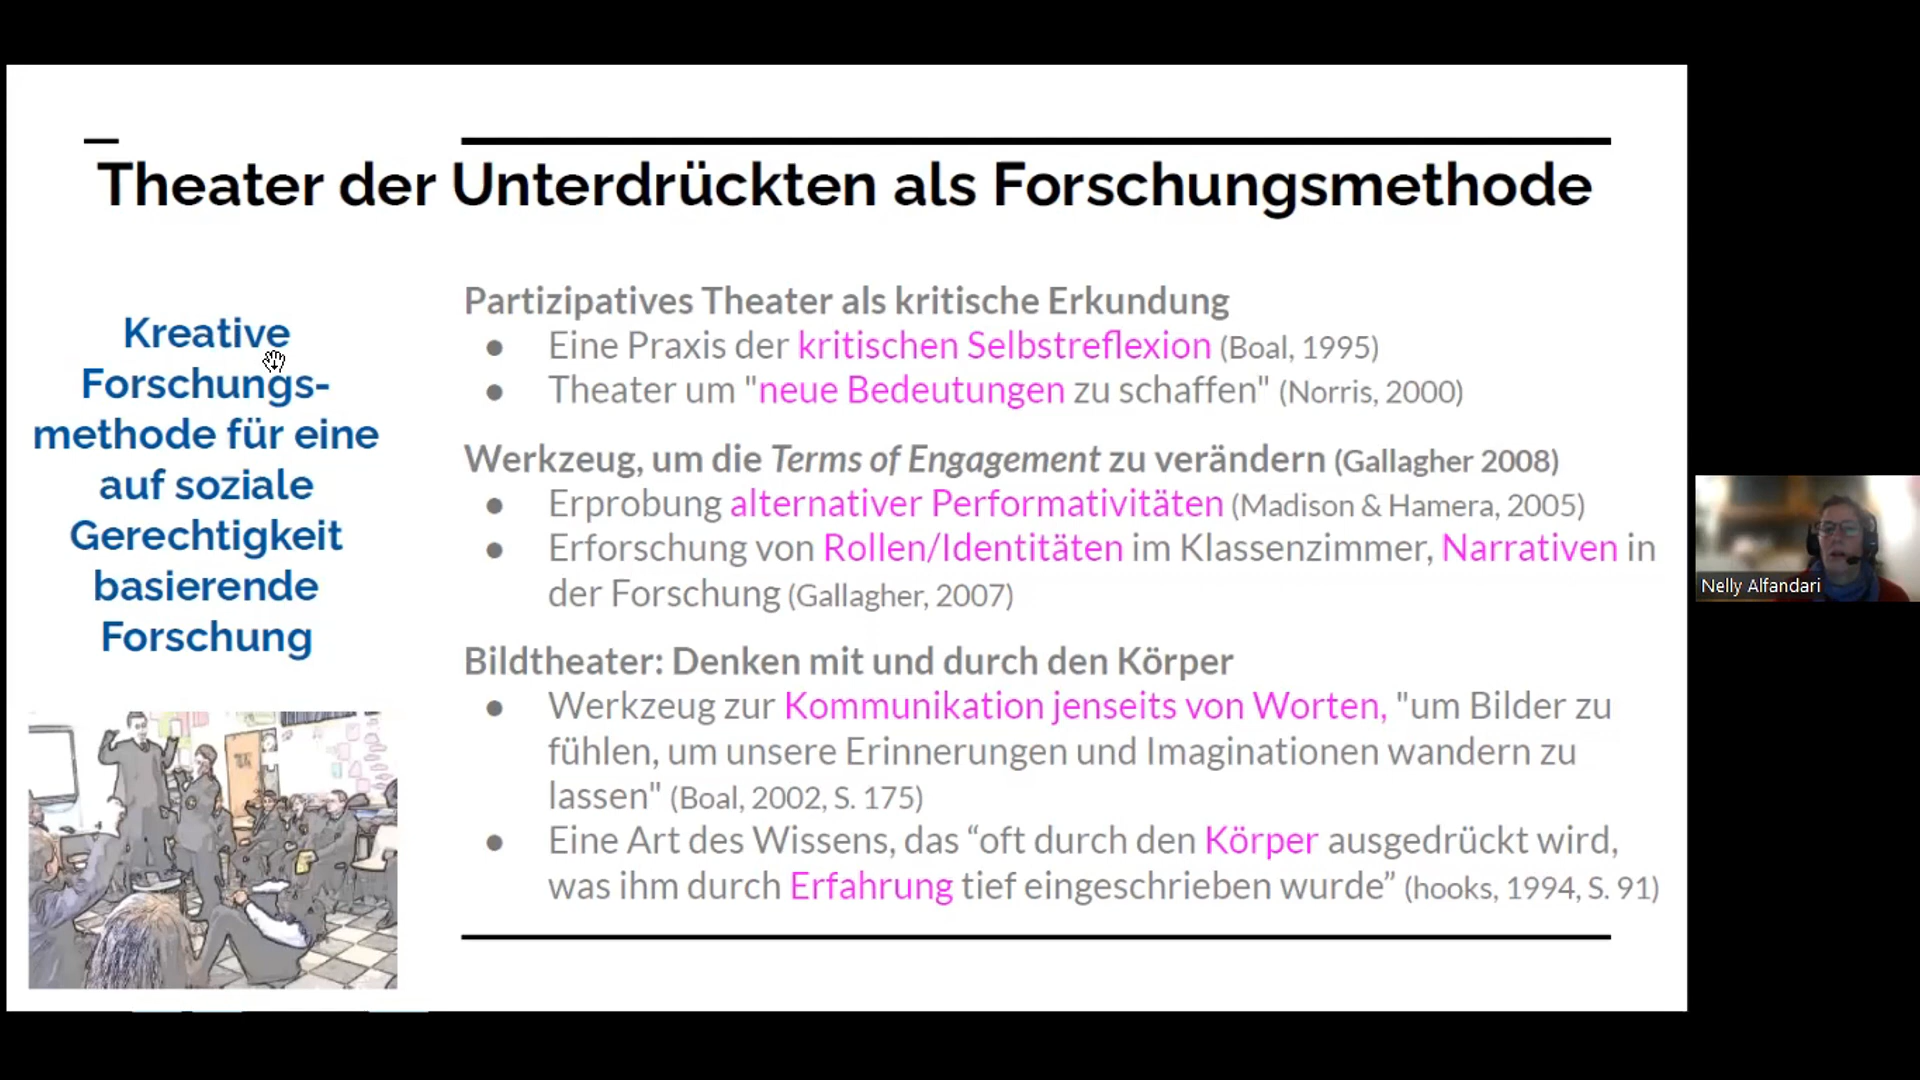 Theater der Unterdrückten als Forschungsmethode
Kreative
Forschungs-
methode für eine
auf soziale
Gerechtigkeit
basierende
Forschung
Partizipatives Theater als kritische Erkundung
● Eine Praxis der kritischen Selbstreflexion (Boal, 1995)
● Theater um "neue Bedeutungen zu schaffen" (Norris, 2000)
Werkzeug, um die Terms of Engagement zu verändern (Gallagher 2008)
● Erprobung alternativer Performativitäten (Madison & Hamera, 2005)
● Erforschung von Rollen/Identitäten im Klassenzimmer, Narrativen in
der Forschung (Gallagher, 2007)
Bildtheater: Denken mit und durch den Körper
● Werkzeug zur Kommunikation jenseits von Worten, "um Bilder zu
fühlen, um unsere Erinnerungen und Imaginationen wandern zu
lassen" (Boal, 2002, S. 175)
● Eine Art des Wissens, das “oft durch den Körper ausgedrückt wird,
was ihm durch Erfahrung tief eingeschrieben wurde” (hooks, 1994, S. 91)
Nelly Alfandari